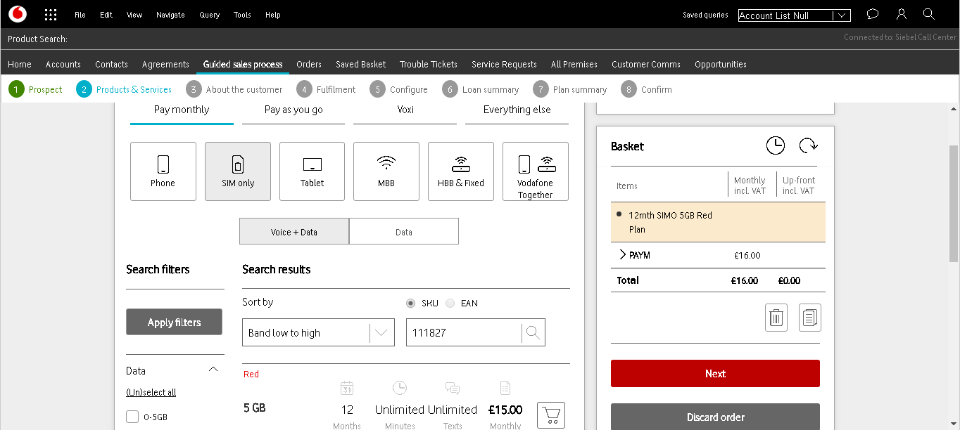 File Edit View Navigate Query Tools Help Saved queries Account List Null
Product Search: Connected to: Siebel Call Center
Home Accounts Contacts Agreements Guided sales process Orders Saved Basket Trouble Tickets Service Requests All Premises Customer Comms Opportunities
1 Prospect 2 Products & Services 3 About the customer 4 Fulfilment 5 Configure 6 Loan summary 7 Plan summary 8 Confirm
Pay monthly Pay as you go Voxi Everything else
Phone SIM only Tablet MBB HBB & Fixed Vodafone Together
Voice + Data Data
Search filters
Apply filters
Data
(Un)select all
0-5GB
Search results
Sort by SKU EAN
Band low to high 111827
Red
5 GB 31 12 Unlimited Unlimited £15.00
Months Minutes Texts Monthly
Basket
Items Monthly incl. VAT Up-front incl. VAT
12mth SIMO 5GB Red
Plan
PAYM £16.00
Total £16.00 £0.00
Next
Discard order